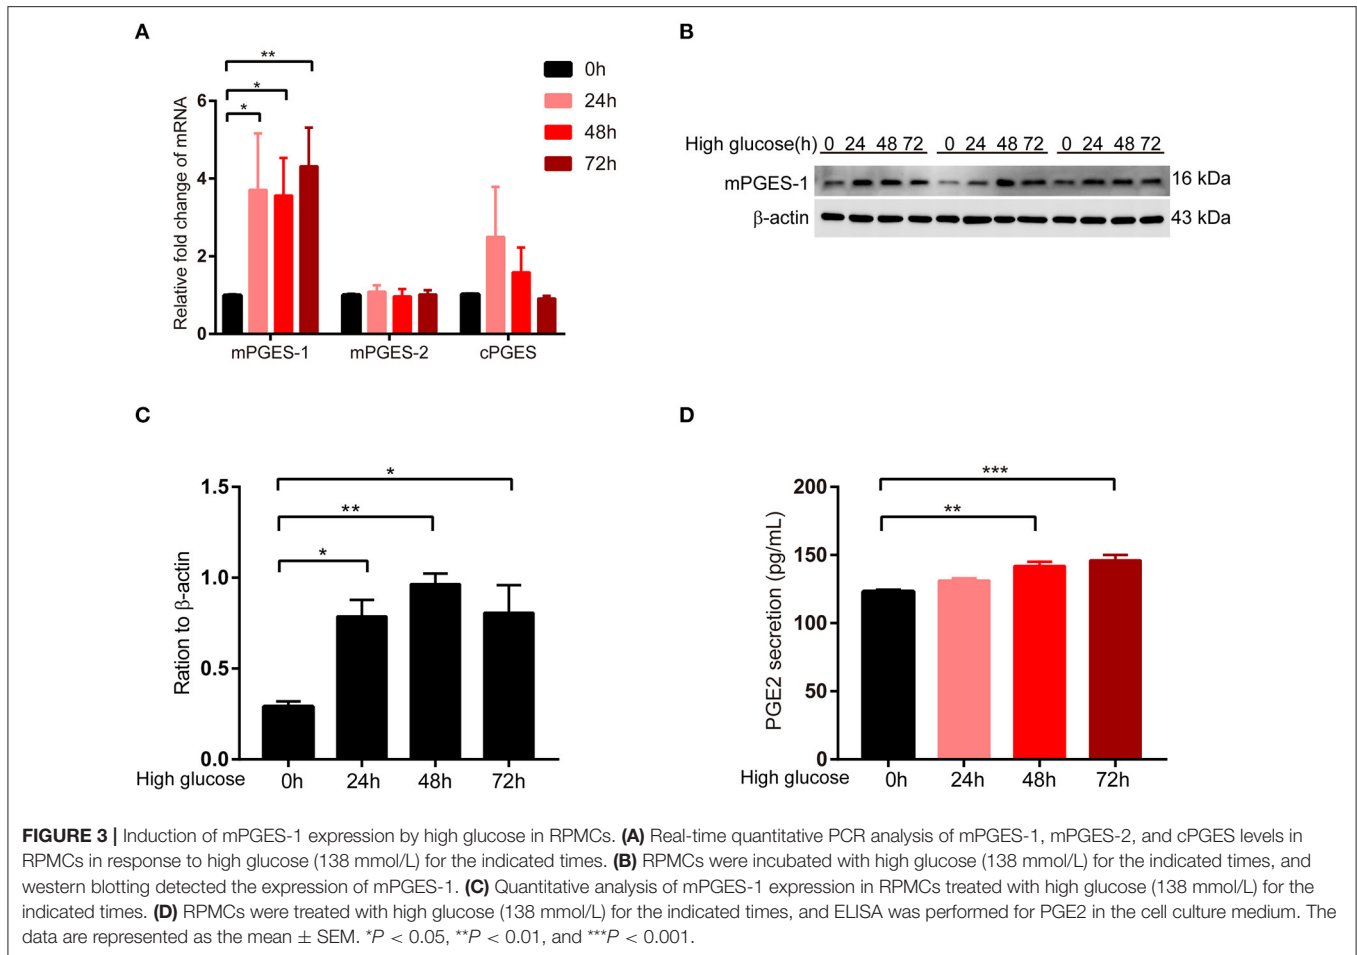 A
**
*
*
Relative fold change of mRNA
6
4
2
0
mPGES-1 mPGES-2 cPGES
0h
24h
48h
72h
B
High glucose(h) 0 24 48 72 0 24 48 72 0 24 48 72
mPGES-1 16 kDa
β-actin 43 kDa
C
*
**
*
Ration to β-actin
1.5
1.0
0.5
0.0
High glucose 0h 24h 48h 72h
D
***
**
PGE2 secretion (pg/mL)
200
150
100
50
0
High glucose 0h 24h 48h 72h
FIGURE 3 | Induction of mPGES-1 expression by high glucose in RPMCs. (A) Real-time quantitative PCR analysis of mPGES-1, mPGES-2, and cPGES levels in
RPMCs in response to high glucose (138 mmol/L) for the indicated times. (B) RPMCs were incubated with high glucose (138 mmol/L) for the indicated times, and
western blotting detected the expression of mPGES-1. (C) Quantitative analysis of mPGES-1 expression in RPMCs treated with high glucose (138 mmol/L) for the
indicated times. (D) RPMCs were treated with high glucose (138 mmol/L) for the indicated times, and ELISA was performed for PGE2 in the cell culture medium. The
data are represented as the mean ± SEM. *P < 0.05, **P < 0.01, and ***P < 0.001.